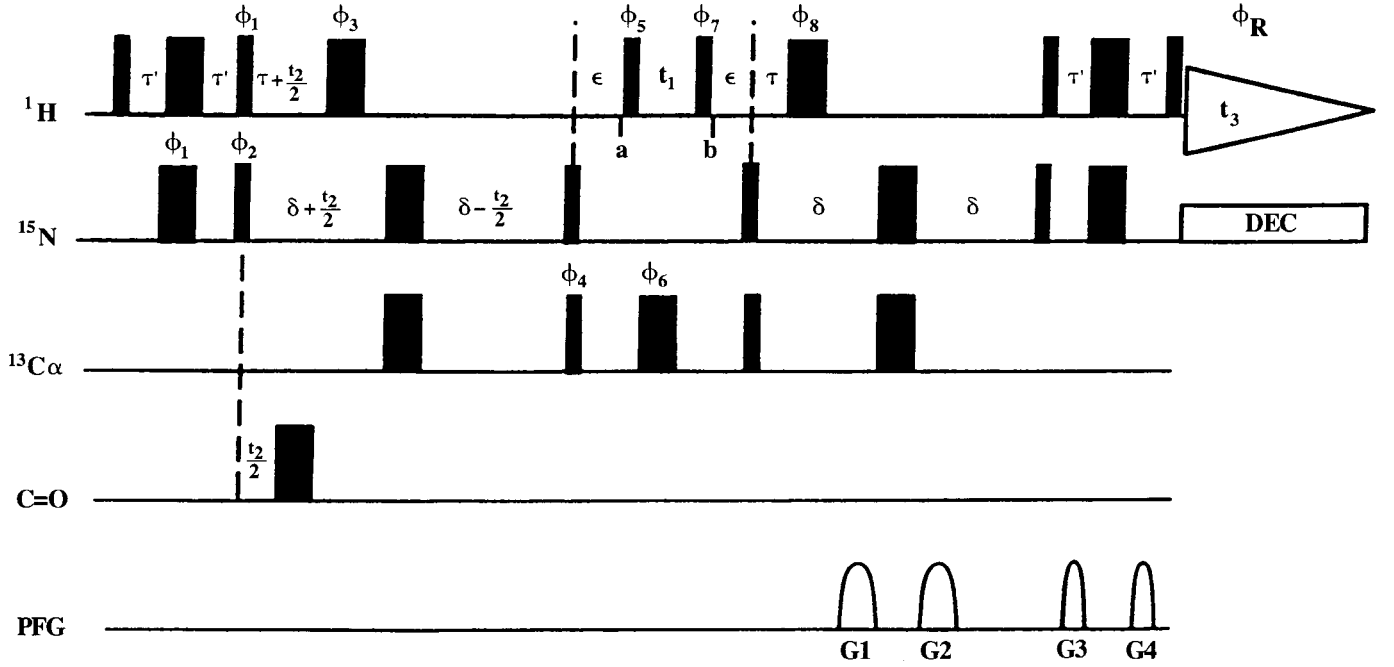 ϕ1 ϕ3 ϕ5 ϕ7 ϕ8 ϕR
τ' τ' τ+t2/2 ϵ t1 ϵ τ τ' τ'
1H t3
a b
ϕ1 ϕ2
δ+t2/2 δ-t2/2 δ δ
15N DEC
ϕ4 ϕ6
13Cα
t2/2
C=O
PFG
G1 G2 G3 G4